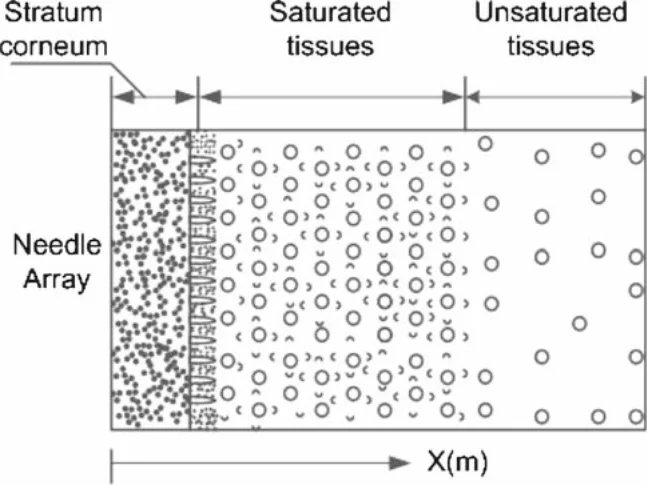 Stratum
corneum
Saturated
tissues
Unsaturated
tissues
Needle
Array
X(m)